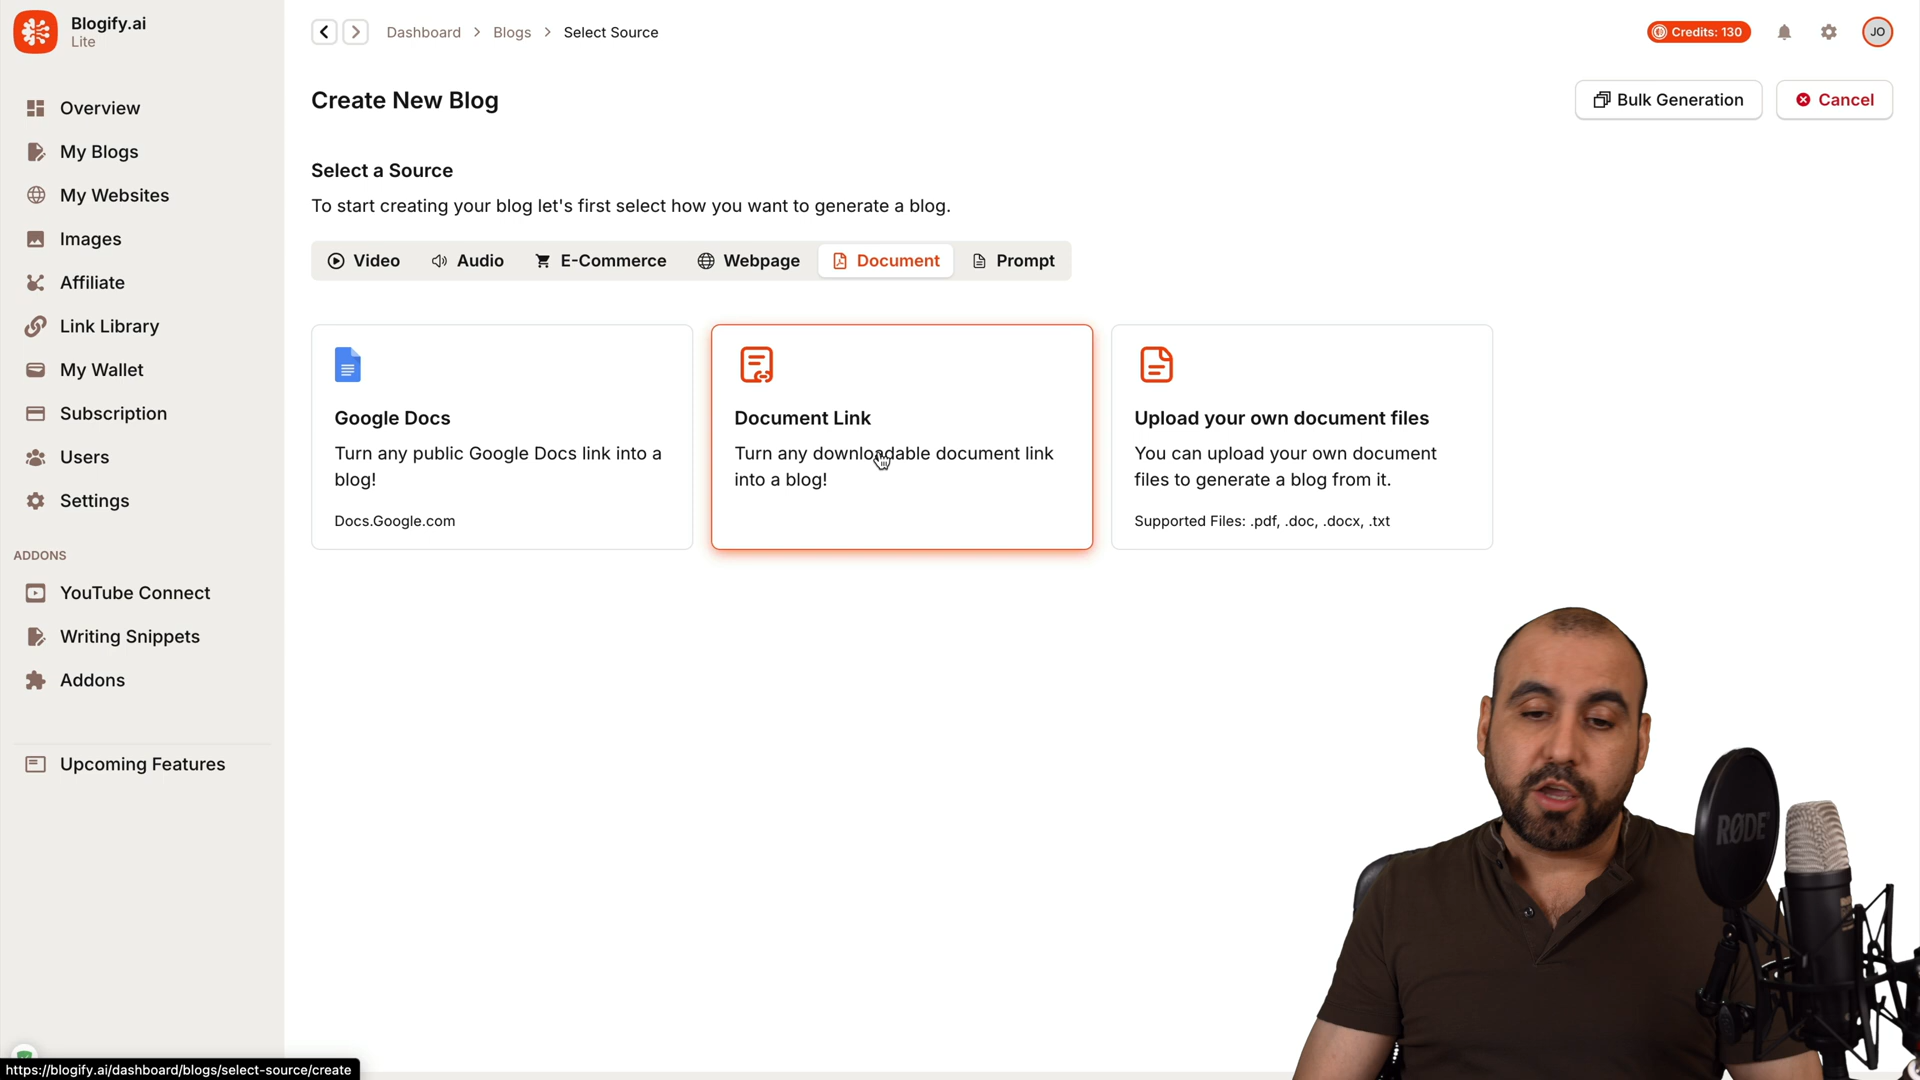 Blogify.ai
Lite
Dashboard > Blogs > Select Source
Credits: 130
JO
Overview
My Blogs
My Websites
Images
Affiliate
Link Library
My Wallet
Subscription
Users
Settings
ADDONS
YouTube Connect
Writing Snippets
Addons
Upcoming Features
Create New Blog
Bulk Generation
Cancel
Select a Source
To start creating your blog let's first select how you want to generate a blog.
Video
Audio
E-Commerce
Webpage
Document
Prompt
Google Docs
Turn any public Google Docs link into a
blog!
Docs.Google.com
Document Link
Turn any downloadable document link
into a blog!
Upload your own document files
You can upload your own document
files to generate a blog from it.
Supported Files: .pdf, .doc, .docx, .txt
RØDE
https://blogify.ai/dashboard/blogs/select-source/create